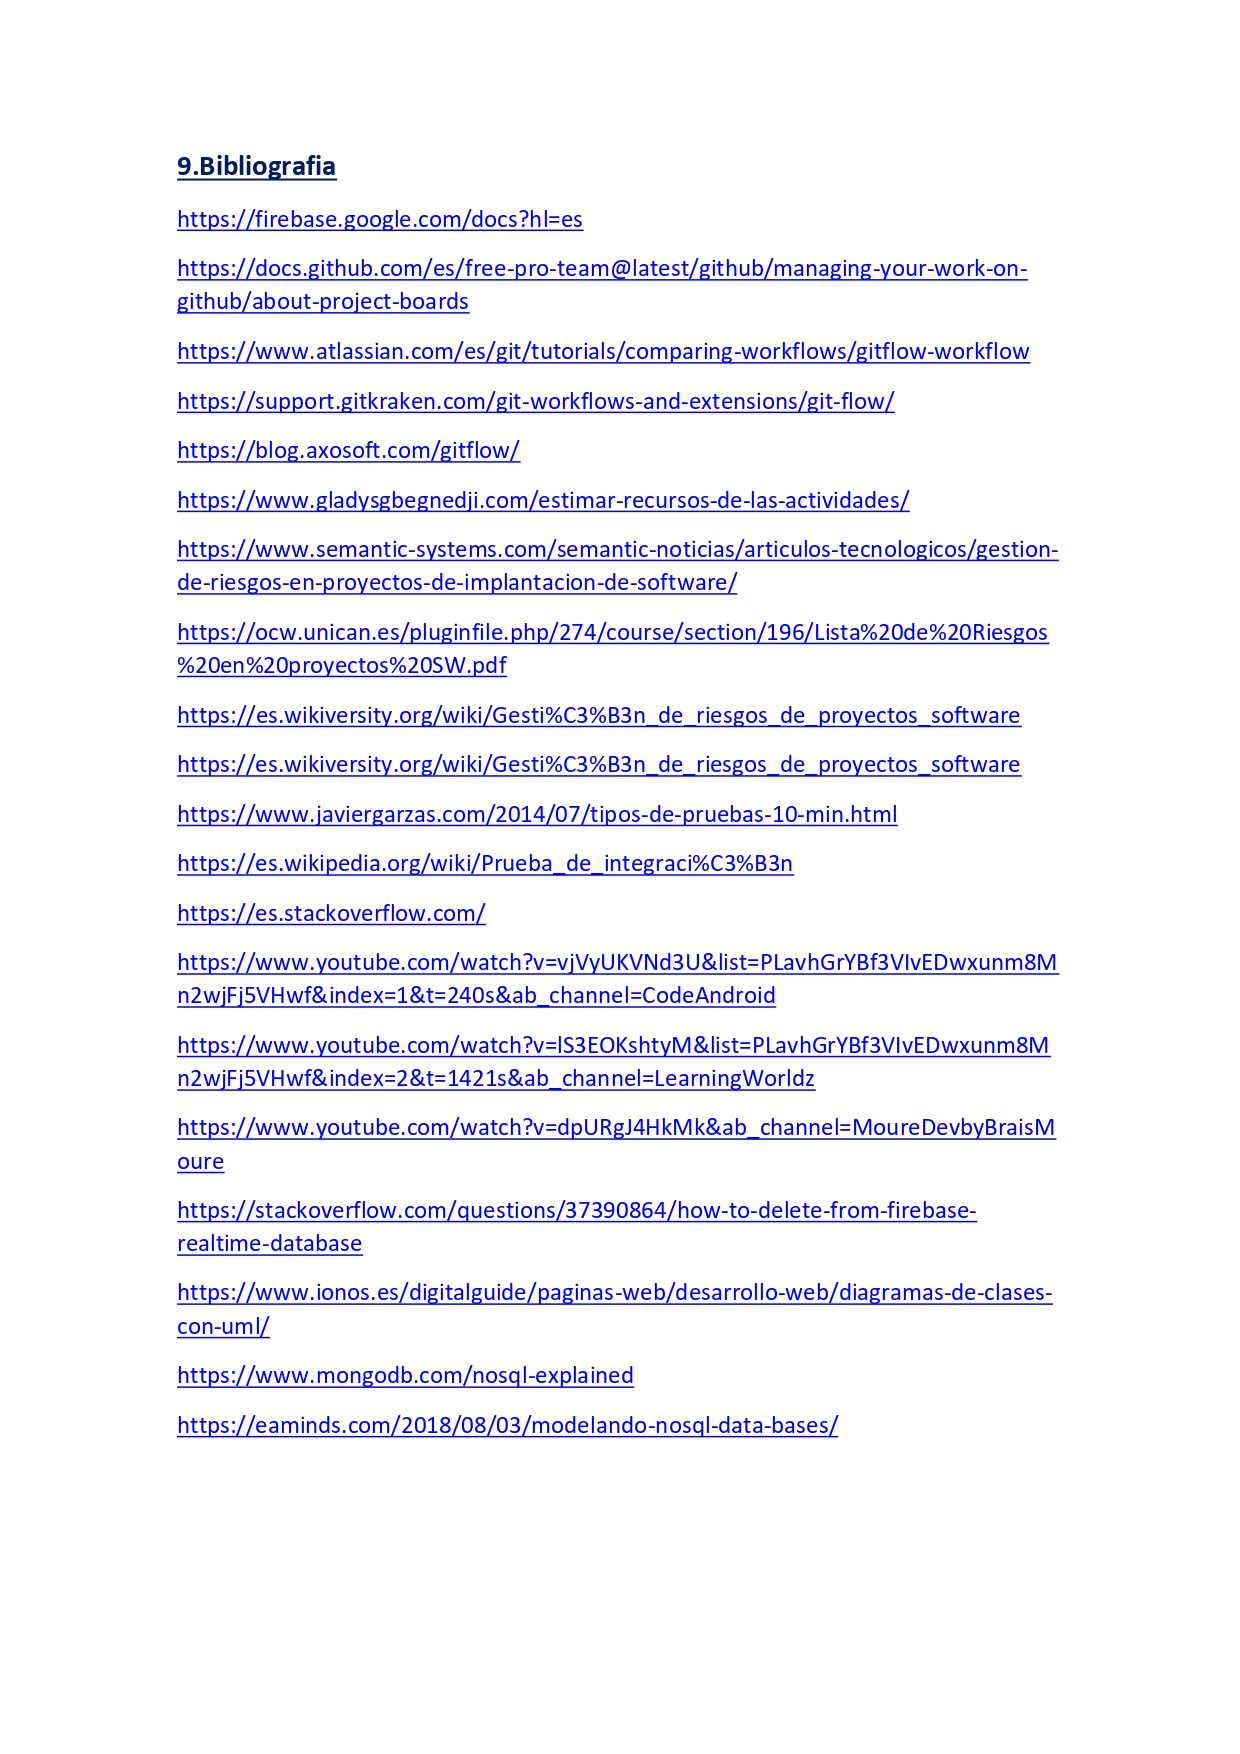 9.Bibliografia
https://firebase.google.com/docs?hl=es
https://docs.github.com/es/free-pro-team@latest/github/managing-your-work-on-
github/about-project-boards
https://www.atlassian.com/es/git/tutorials/comparing-workflows/gitflow-workflow
https://support.gitkraken.com/git-workflows-and-extensions/git-flow/
https://blog.axosoft.com/gitflow/
https://www.gladysgbegnedji.com/estimar-recursos-de-las-actividades/
https://www.semantic-systems.com/semantic-noticias/articulos-tecnologicos/gestion-
de-riesgos-en-proyectos-de-implantacion-de-software/
https://ocw.unican.es/pluginfile.php/274/course/section/196/Lista%20de%20Riesgos
%20en%20proyectos%20SW.pdf
https://es.wikiversity.org/wiki/Gesti%C3%B3n_de_riesgos_de_proyectos_software
https://es.wikiversity.org/wiki/Gesti%C3%B3n_de_riesgos_de_proyectos_software
https://www.javiergarzas.com/2014/07/tipos-de-pruebas-10-min.html
https://es.wikipedia.org/wiki/Prueba_de_integraci%C3%B3n
https://es.stackoverflow.com/
https://www.youtube.com/watch?v=vjVyUKVNd3U&list=PLavhGrYBf3VIvEDwxunm8M
n2wjFj5VHwf&index=1&t=240s&ab_channel=CodeAndroid
https://www.youtube.com/watch?v=lS3EOKshtyM&list=PLavhGrYBf3VIvEDwxunm8M
n2wjFj5VHwf&index=2&t=1421s&ab_channel=LearningWorldz
https://www.youtube.com/watch?v=dpURgJ4HkMk&ab_channel=MoureDevbyBraisM
oure
https://stackoverflow.com/questions/37390864/how-to-delete-from-firebase-
realtime-database
https://www.ionos.es/digitalguide/paginas-web/desarrollo-web/diagramas-de-clases-
con-uml/
https://www.mongodb.com/nosql-explained
https://eaminds.com/2018/08/03/modelando-nosql-data-bases/